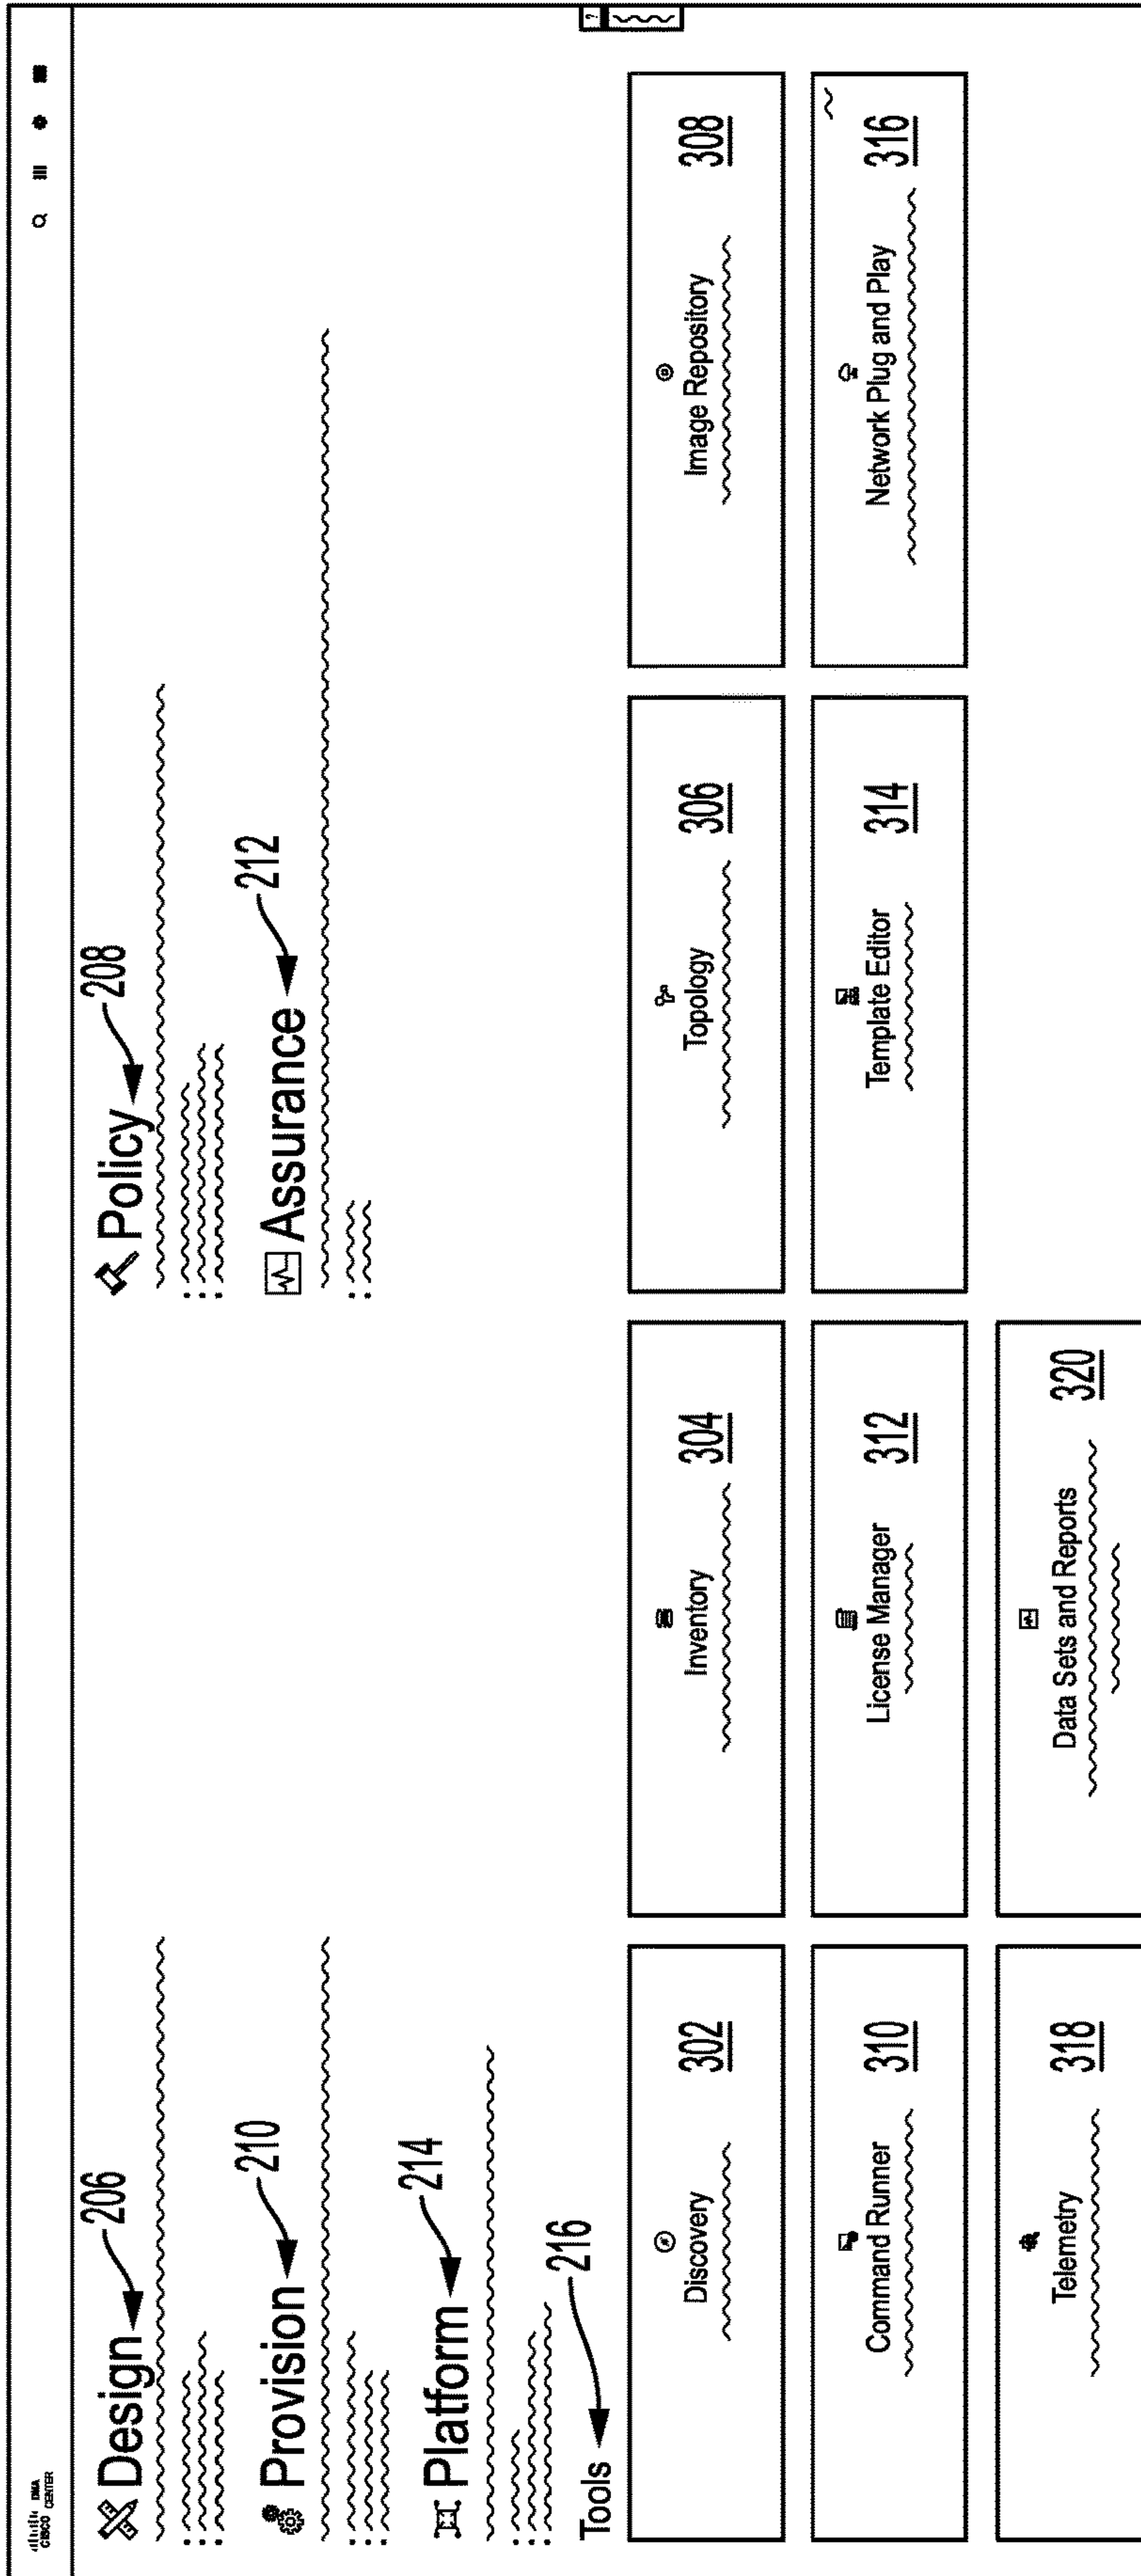 CISCO DNA CENTER
Design 206
Policy 208
Provision 210
Assurance 212
Platform 214
Tools 216
?
Discovery 302
Inventory 304
Topology 306
Image Repository 308
Command Runner 310
License Manager 312
Template Editor 314
Network Plug and Play 316
Telemetry 318
Data Sets and Reports 320